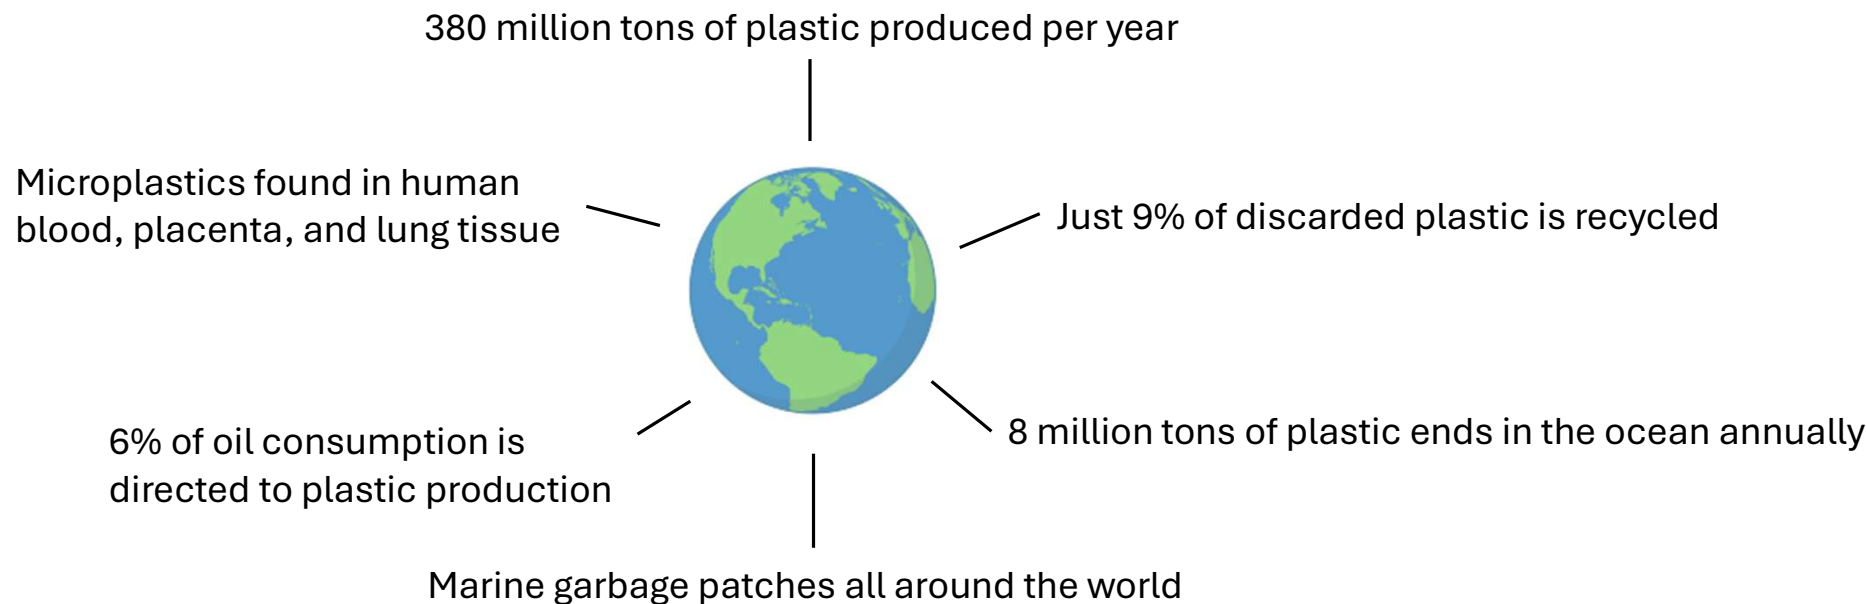 380 million tons of plastic produced per year
Microplastics found in human
blood, placenta, and lung tissue
Just 9% of discarded plastic is recycled
6% of oil consumption is
directed to plastic production
8 million tons of plastic ends in the ocean annually
Marine garbage patches all around the world